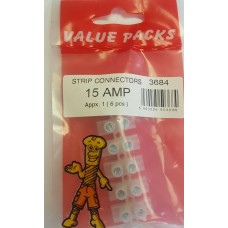 VALUE PACKS
STRIP CONNECTORS 3684
15 AMP
Appx. 1 ( 6 pcs )